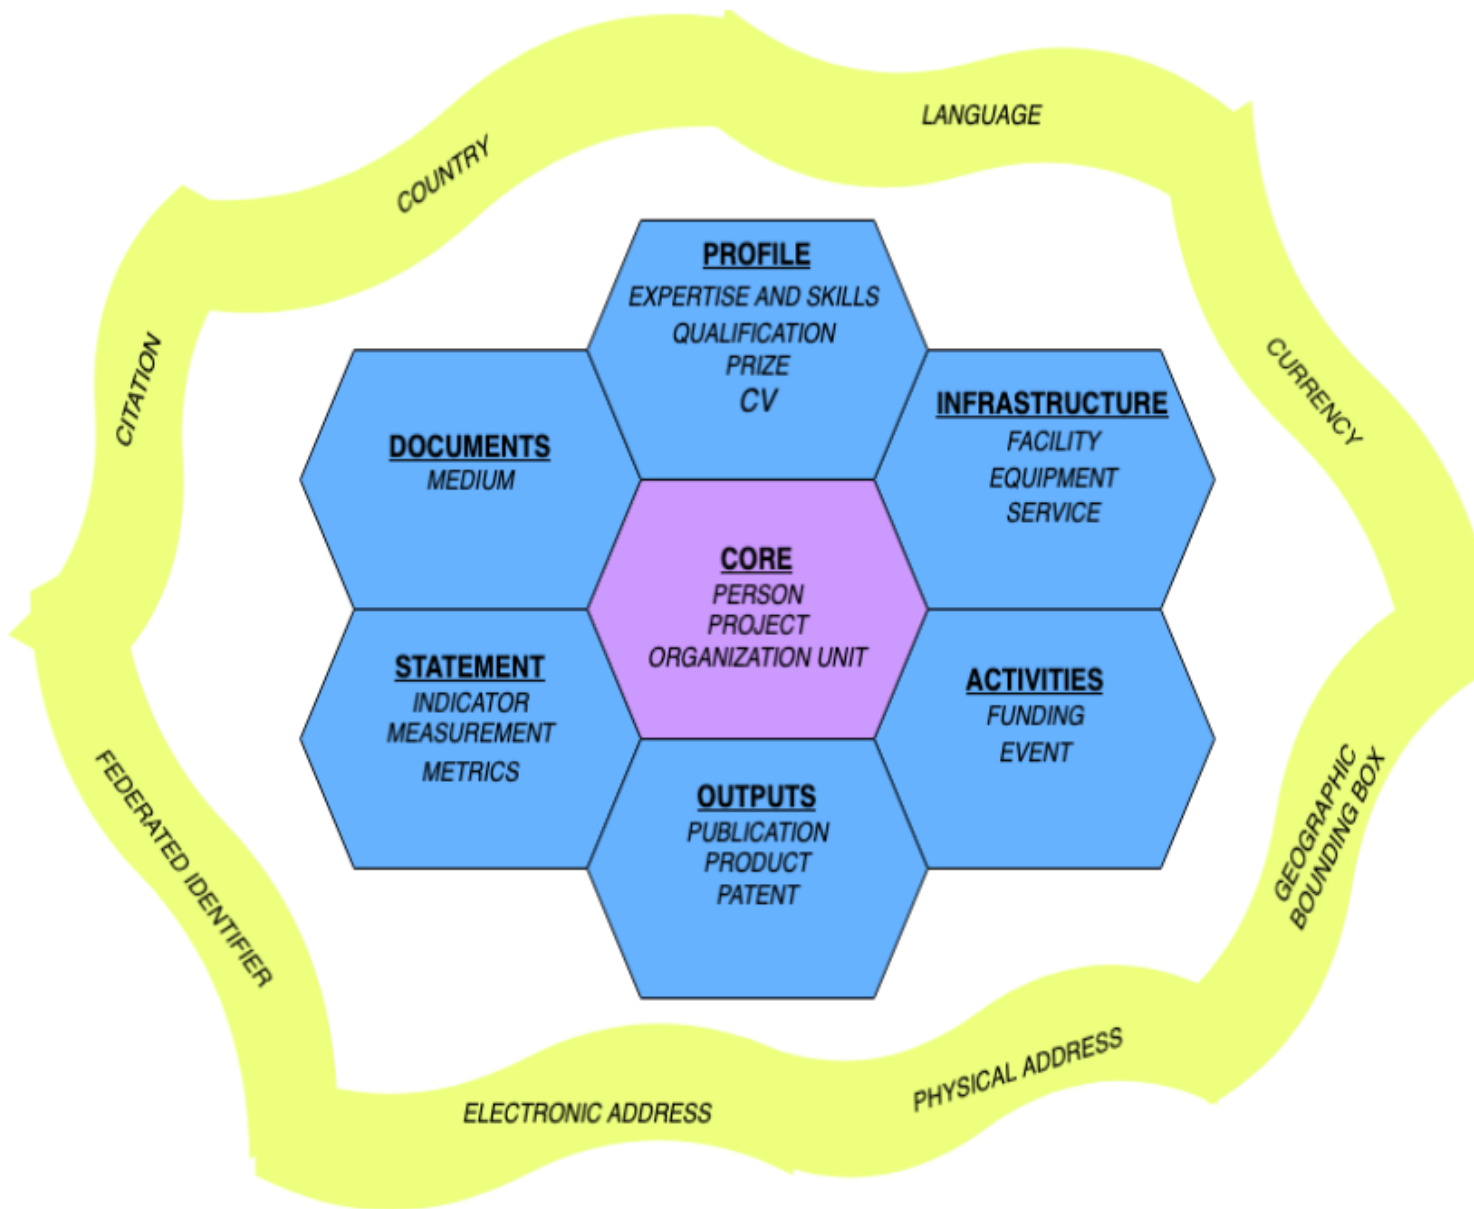 LANGUAGE
COUNTRY
CURRENCY
CITATION
PROFILE
EXPERTISE AND SKILLS
QUALIFICATION
PRIZE
CV
DOCUMENTS
MEDIUM
INFRASTRUCTURE
FACILITY
EQUIPMENT
SERVICE
CORE
PERSON
PROJECT
ORGANIZATION UNIT
STATEMENT
INDICATOR
MEASUREMENT
METRICS
ACTIVITIES
FUNDING
EVENT
OUTPUTS
PUBLICATION
PRODUCT
PATENT
FEDERATED IDENTIFIER
GEOGRAPHIC
BOUNDING BOX
ELECTRONIC ADDRESS
PHYSICAL ADDRESS